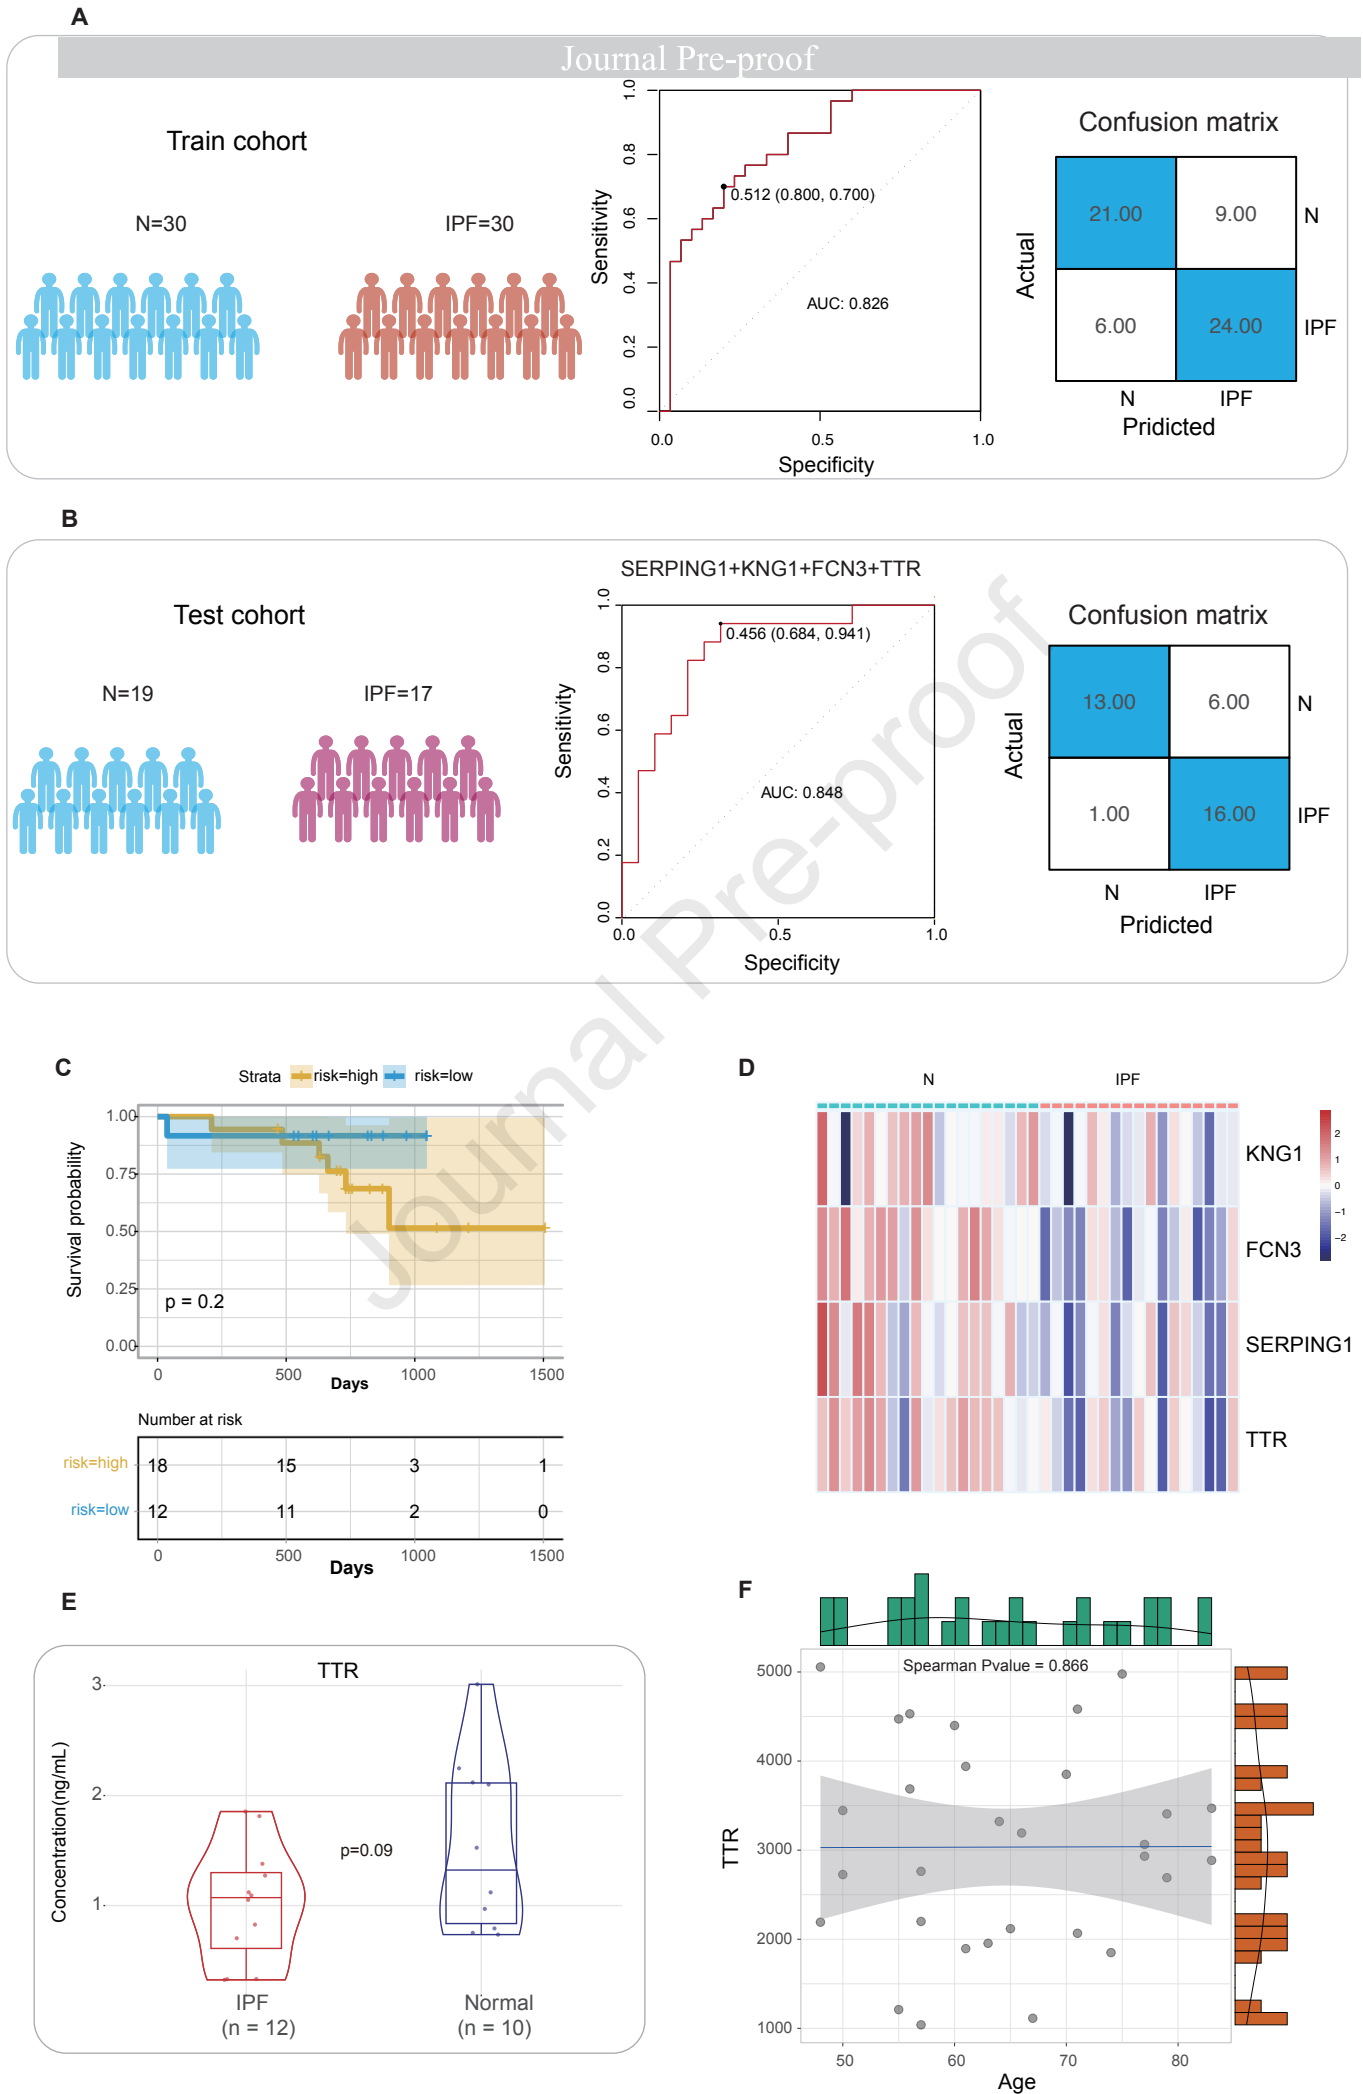 A
Journal Pre-proof
Train cohort
N=30
IPF=30
1.0
0.8
0.6
0.4
0.2
0.0
Sensitivity
0.512 (0.800, 0.700)
AUC: 0.826
0.0
0.5
1.0
Specificity
Confusion matrix
Actual
21.00
9.00
N
6.00
24.00
IPF
N
IPF
Pridicted
B
Test cohort
N=19
IPF=17
SERPING1+KNG1+FCN3+TTR
1.0
0.8
0.6
0.4
0.2
0.0
Sensitivity
0.456 (0.684, 0.941)
AUC: 0.848
0.0
0.5
1.0
Specificity
Confusion matrix
Actual
13.00
6.00
N
1.00
16.00
IPF
N
IPF
Pridicted
Journal Pre-proof
C
Strata
risk=high
risk=low
Survival probability
1.00
0.75
0.50
0.25
0.00
p = 0.2
0
500
1000
1500
Days
Number at risk
risk=high
18
15
3
1
risk=low
12
11
2
0
0
500
1000
1500
Days
D
N
IPF
KNG1
FCN3
SERPING1
TTR
2
1
0
−1
−2
E
TTR
Concentration(ng/mL)
3
2
1
p=0.09
IPF
(n = 12)
Normal
(n = 10)
F
Spearman Pvalue = 0.866
TTR
5000
4000
3000
2000
1000
50
60
70
80
Age